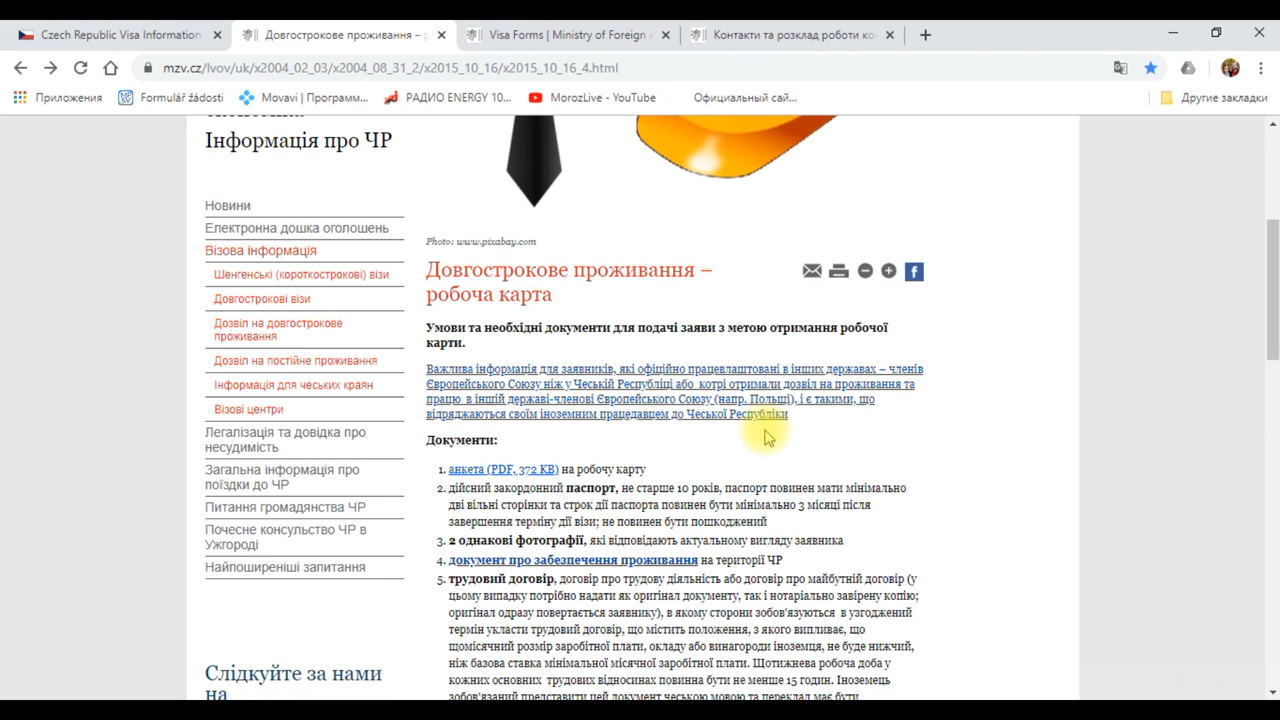 Czech Republic Visa Information
Довгострокове проживання –
Visa Forms | Ministry of Foreign
Контакти та розклад роботи ко
mzv.cz/lvov/uk/x2004_02_03/x2004_08_31_2/x2015_10_16/x2015_10_16_4.html
Приложения
Formulář žádosti
Movavi | Программ...
РАДИО ENERGY 10...
MorozLive - YouTube
Официальный сай...
Другие закладки
Інформація про ЧР
Новини
Електронна дошка оголошень
Візова інформація
Шенгенські (короткострокові) візи
Довгострокові візи
Дозвіл на довгострокове
проживання
Дозвіл на постійне проживання
Інформація для чеських краян
Візові центри
Легалізація та довідка про
несудимість
Загальна інформація про
поїздки до ЧР
Питання громадянства ЧР
Почесне консульство ЧР в
Ужгороді
Найпоширеніші запитання
Слідкуйте за нами
на
Photo: www.pixabay.com
Довгострокове проживання –
робоча карта
f
Умови та необхідні документи для подачі заяви з метою отримання робочої
карти.
Важлива інформація для заявників, які офіційно працевлаштовані в інших державах – членів
Європейського Союзу ніж у Чеській Республіці або котрі отримали дозвіл на проживання та
працю в іншій державі-членові Європейського Союзу (напр. Польщі), і є такими, що
відряджаються своїм іноземним працедавцем до Чеської Республіки
Документи:
1. анкета (PDF, 372 KB) на робочу карту
2. дійсний закордонний паспорт, не старше 10 років, паспорт повинен мати мінімально
дві вільні сторінки та строк дії паспорта повинен бути мінімально 3 місяці після
завершення терміну дії візи; не повинен бути пошкоджений
3. 2 однакові фотографії, які відповідають актуальному вигляду заявника
4. документ про забезпечення проживання на території ЧР
5. трудовий договір, договір про трудову діяльність або договір про майбутній договір (у
цьому випадку потрібно надати як оригінал документу, так і нотаріально завірену копію;
оригінал одразу повертається заявнику), в якому сторони зобов'язуються в узгоджений
термін укласти трудовий договір, що містить положення, з якого випливає, що
щомісячний розмір заробітної плати, окладу або винагороди іноземця, не буде нижчий,
ніж базова ставка мінімальної місячної заробітної плати. Щотижнева робоча доба у
кожних основних трудових відносинах повинна бути не менше 15 годин. Іноземець
зобов'язаний представити цей документ чеською мовою та переклад має бути